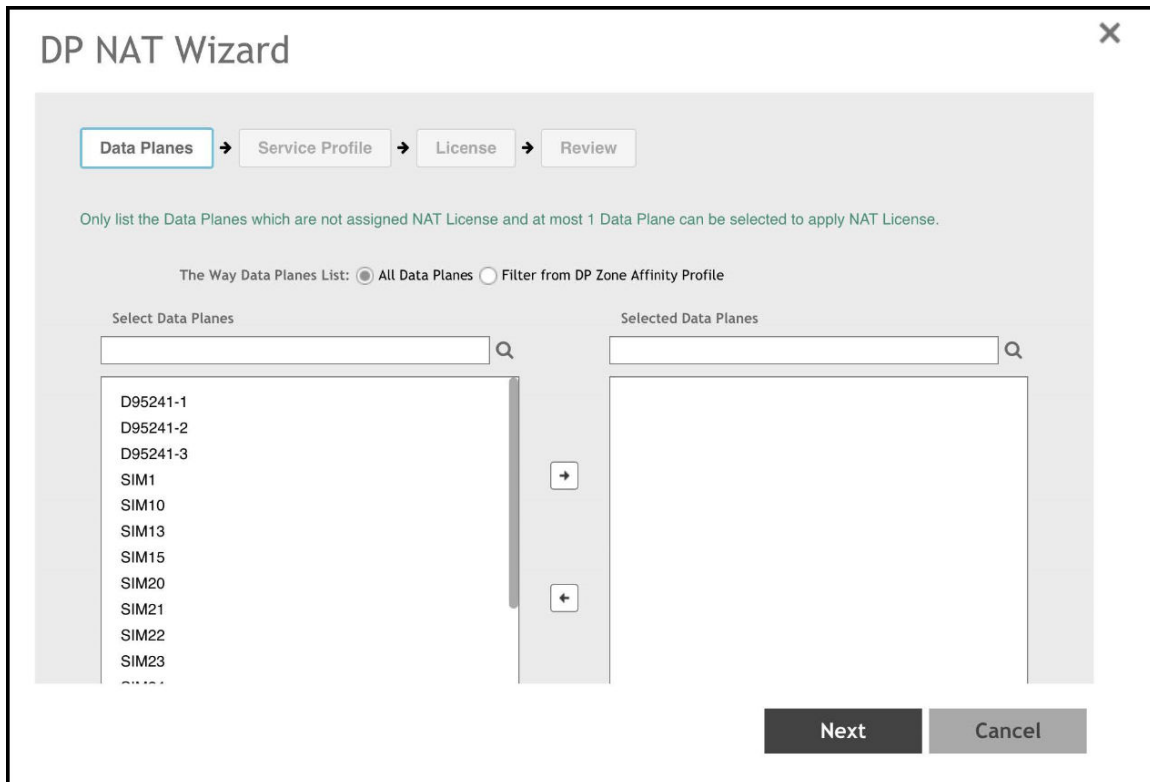 DP NAT Wizard
Data Planes
Service Profile
License
Review
Only list the Data Planes which are not assigned NAT License and at most 1 Data Plane can be selected to apply NAT License.
The Way Data Planes List: All Data Planes Filter from DP Zone Affinity Profile
Select Data Planes
Selected Data Planes
D95241-1
D95241-2
D95241-3
SIM1
SIM10
SIM13
SIM15
SIM20
SIM21
SIM22
SIM23
Next
Cancel